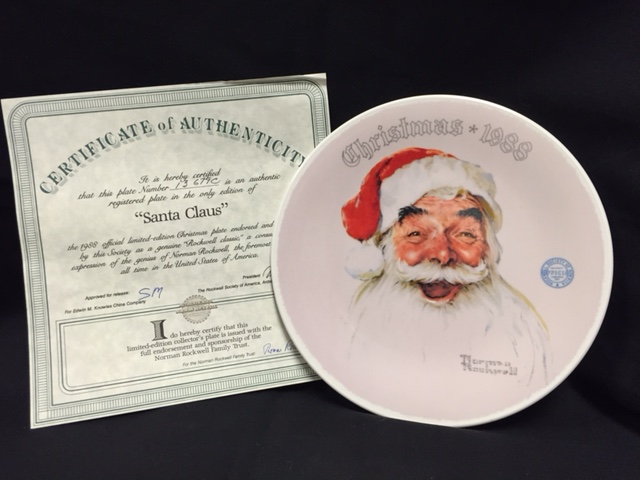 CERTIFICATE of AUTHENTICIT
It is hereby certified
that this plate Number is an authentic
registered plate in the only edition of
"Santa Claus"
the 1988 official limited-edition Christmas plate endorsed and
by this Society as a genuine "Rockwell classic," a
expression of the genius of Norman Rockwell, the foremost
all time in the United States of America.
Approved for release: SM
For Edwin M. Knowles China Company
President
The Rockwell Society of America,
I do hereby certify that this
limited-edition collector's plate is issued with the
Full endorsement and sponsorship of the
Norman Rockwell Family Trust.
For the Norman Rockwell Family Trust
Christmas * 1988
Norman
Rockwell